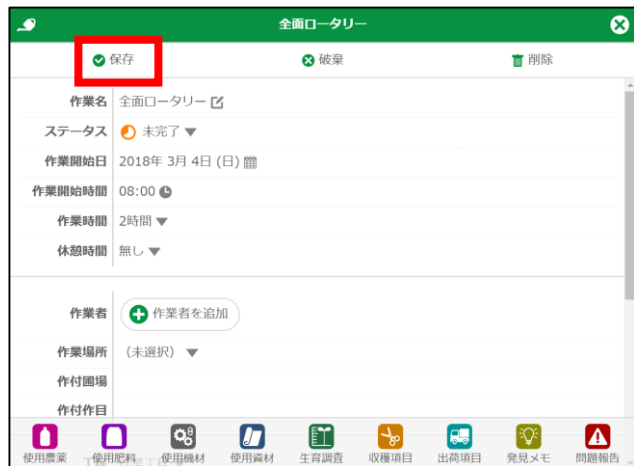 全面ロータリー
保存 破棄 削除
作業名 全面ロータリー
ステータス 未完了
作業開始日 2018年 3月 4日 (日)
作業開始時間 08:00
作業時間 2時間
休憩時間 無し
作業者 作業者を追加
作業場所 (未選択)
作付圃場
作付作目
使用農薬 使用肥料 使用機材 使用資材 生育調査 収穫項目 出荷項目 発見メモ 問題報告